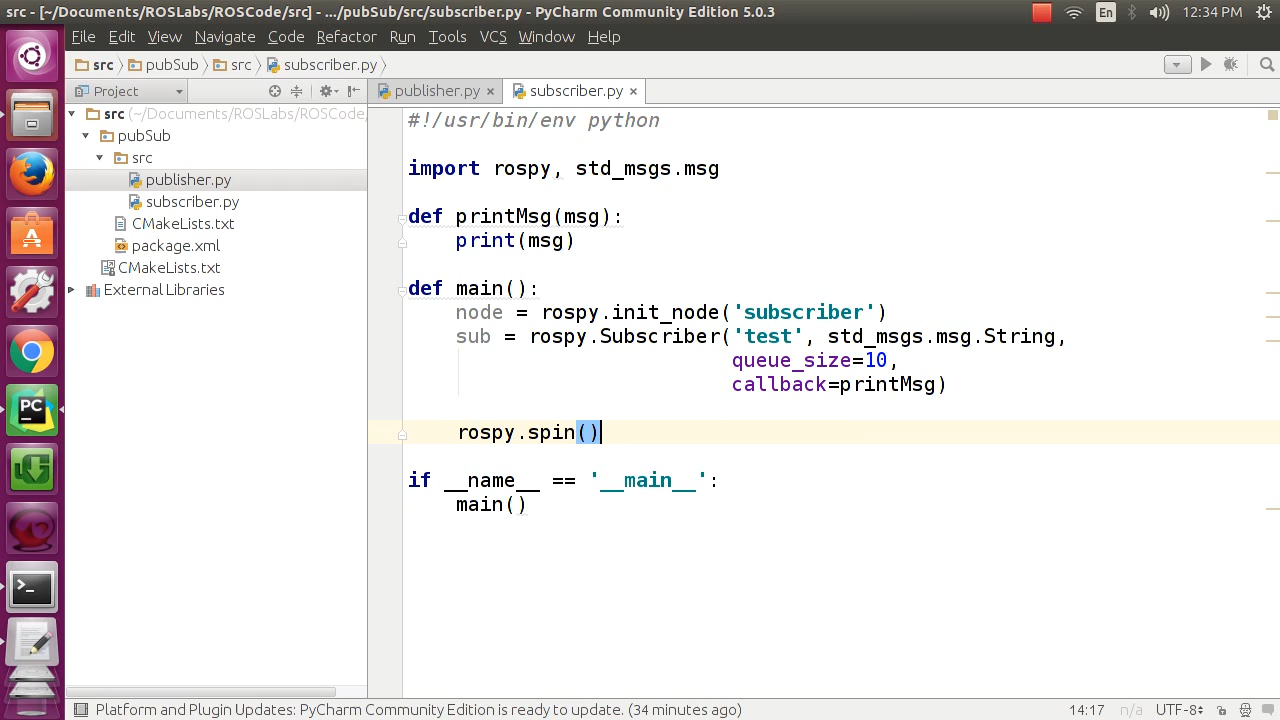 src - [~/Documents/ROSLabs/ROSCode/src] - .../pubSub/src/subscriber.py - PyCharm Community Edition 5.0.3
En
12:34 PM
File Edit View Navigate Code Refactor Run Tools VCS Window Help
src pubSub src subscriber.py
Project
publisher.py × subscriber.py ×
src (~/Documents/ROSLabs/ROSCode/
pubSub
src
publisher.py
subscriber.py
CMakeLists.txt
package.xml
CMakeLists.txt
External Libraries
#!/usr/bin/env python
import rospy, std_msgs.msg
def printMsg(msg):
    print(msg)
def main():
    node = rospy.init_node('subscriber')
    sub = rospy.Subscriber('test', std_msgs.msg.String,
                           queue_size=10,
                           callback=printMsg)
    rospy.spin()
if __name__ == '__main__':
    main()
PC
Platform and Plugin Updates: PyCharm Community Edition is ready to update. (34 minutes ago)
14:17 n/a UTF-8